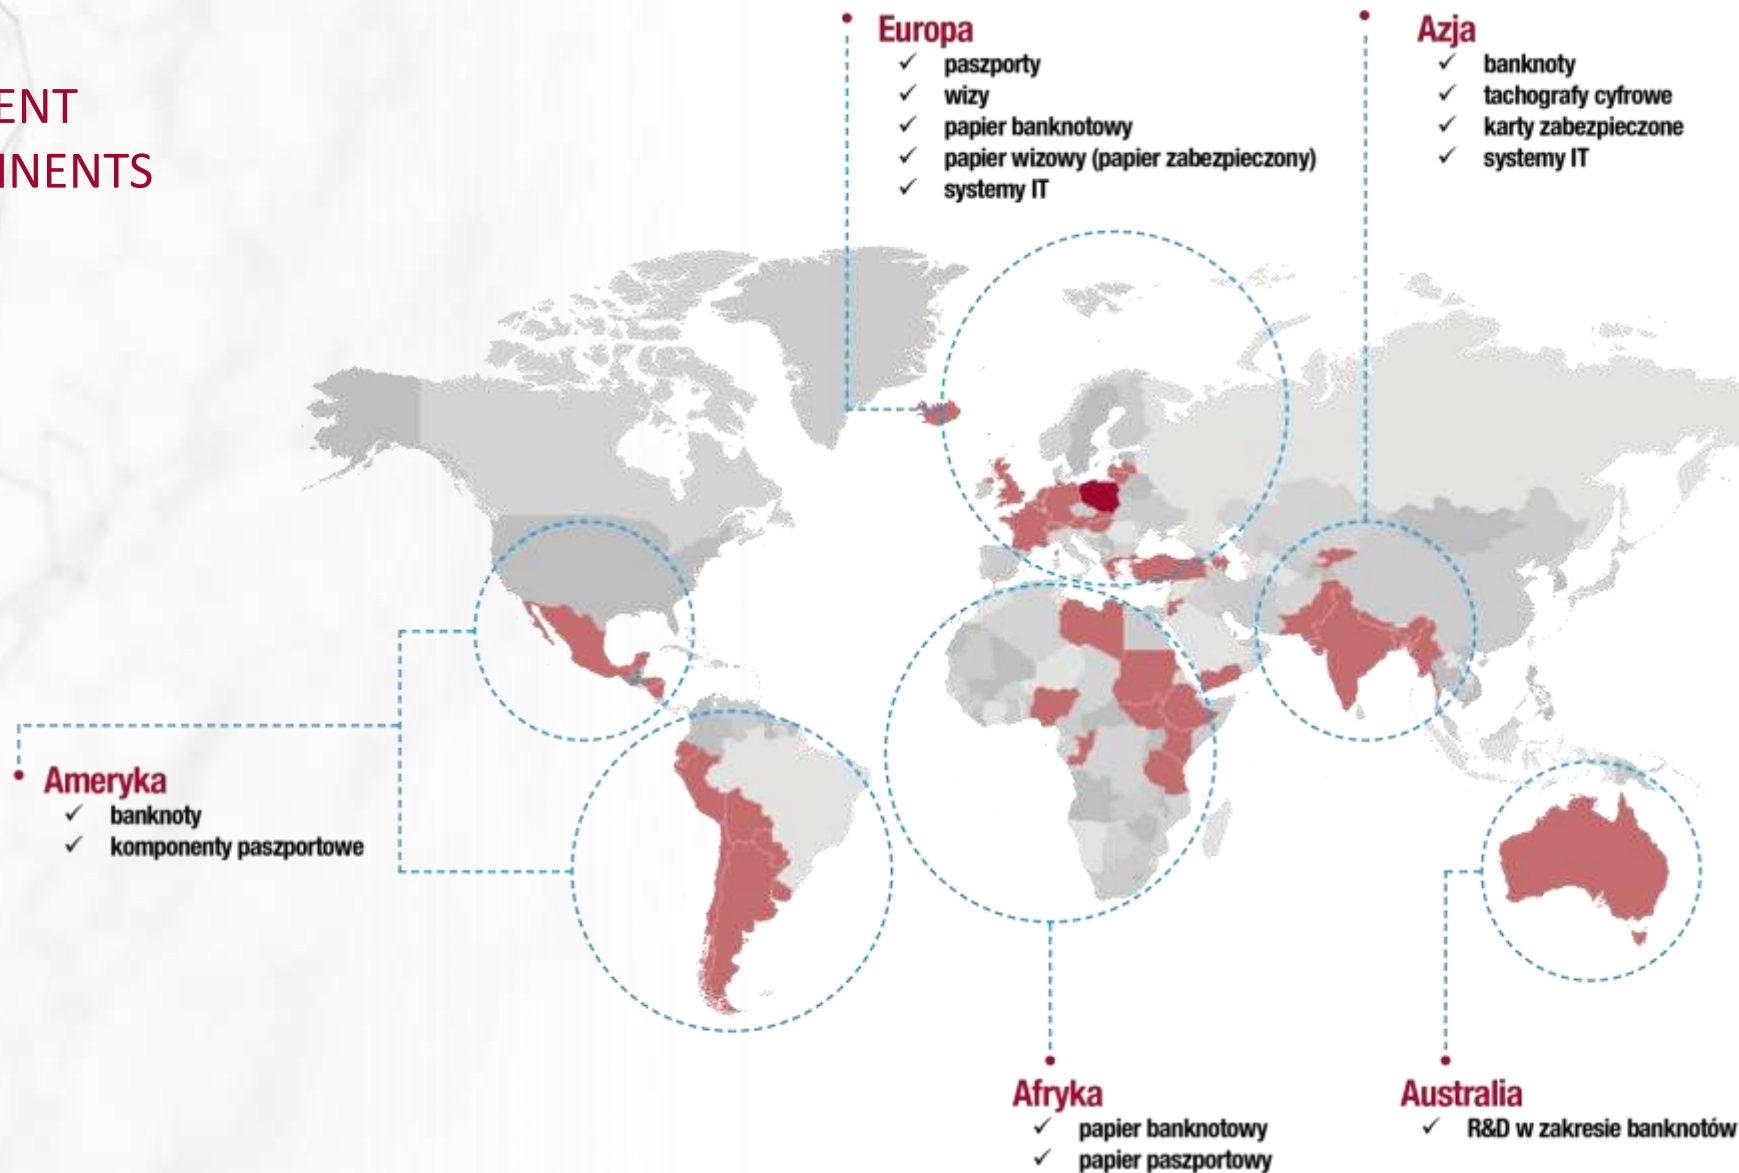 ENT
INENTS
Europa
✓ paszporty
✓ wizy
✓ papier banknotowy
✓ papier wizowy (papier zabezpieczony)
✓ systemy IT
Azja
✓ banknoty
✓ tachografy cyfrowe
✓ karty zabezpieczone
✓ systemy IT
Ameryka
✓ banknoty
✓ komponenty paszportowe
Afryka
✓ papier banknotowy
✓ papier paszportowy
Australia
✓ R&D w zakresie banknotów